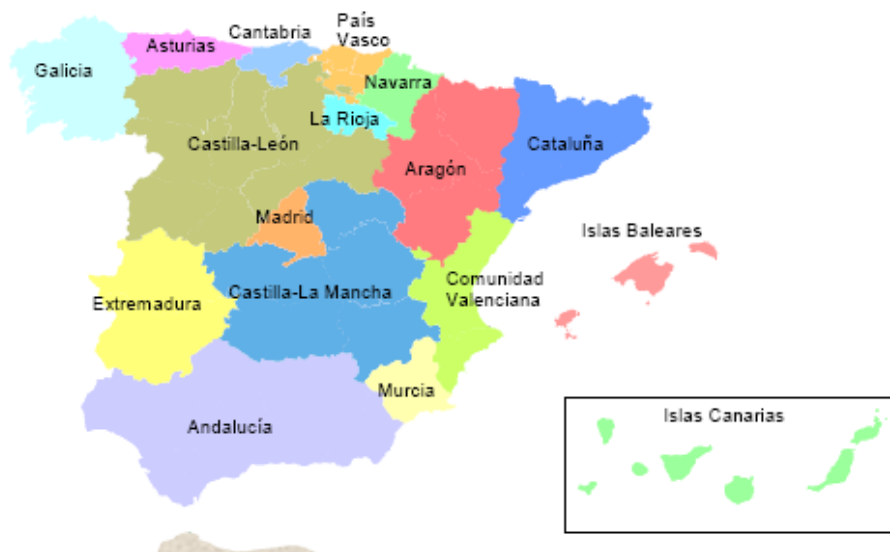 País
Vasco
Cantabria
Asturias
Galicia
Navarra
La Rioja
Castilla-León
Cataluña
Aragón
Madrid
Islas Baleares
Comunidad
Valenciana
Castilla-La Mancha
Extremadura
Murcia
Islas Canarias
Andalucía